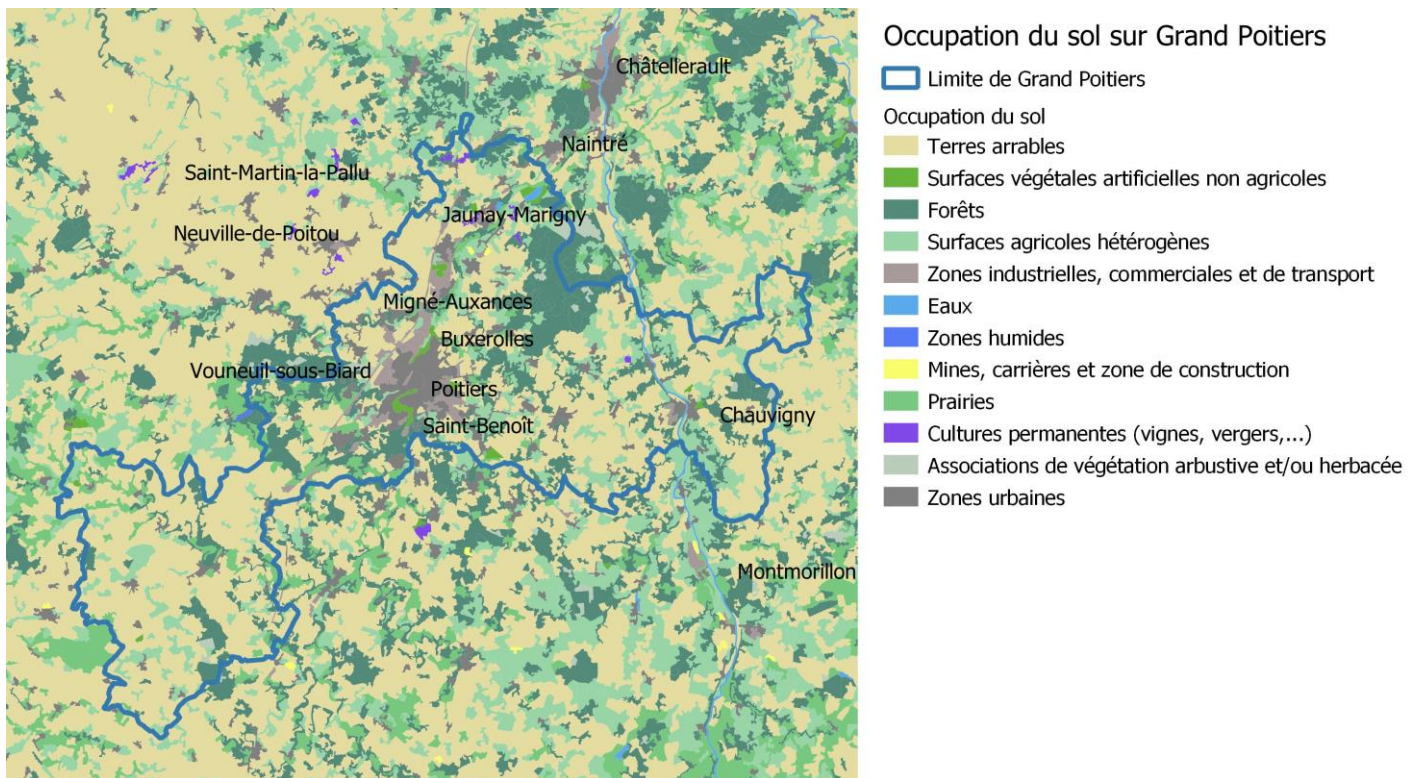 Châtellerault
Naintré
Saint-Martin-la-Pallu
Jaunay-Marigny
Neuville-de-Poitou
Migné-Auxances
Buxerolles
Vouneuil-sous-Biard
Poitiers
Chauvigny
Saint-Benoît
Montmorillon
Occupation du sol sur Grand Poitiers
Limite de Grand Poitiers
Occupation du sol
Terres arrables
Surfaces végétales artificielles non agricoles
Forêts
Surfaces agricoles hétérogènes
Zones industrielles, commerciales et de transport
Eaux
Zones humides
Mines, carrières et zone de construction
Prairies
Cultures permanentes (vignes, vergers,...)
Associations de végétation arbustive et/ou herbacée
Zones urbaines